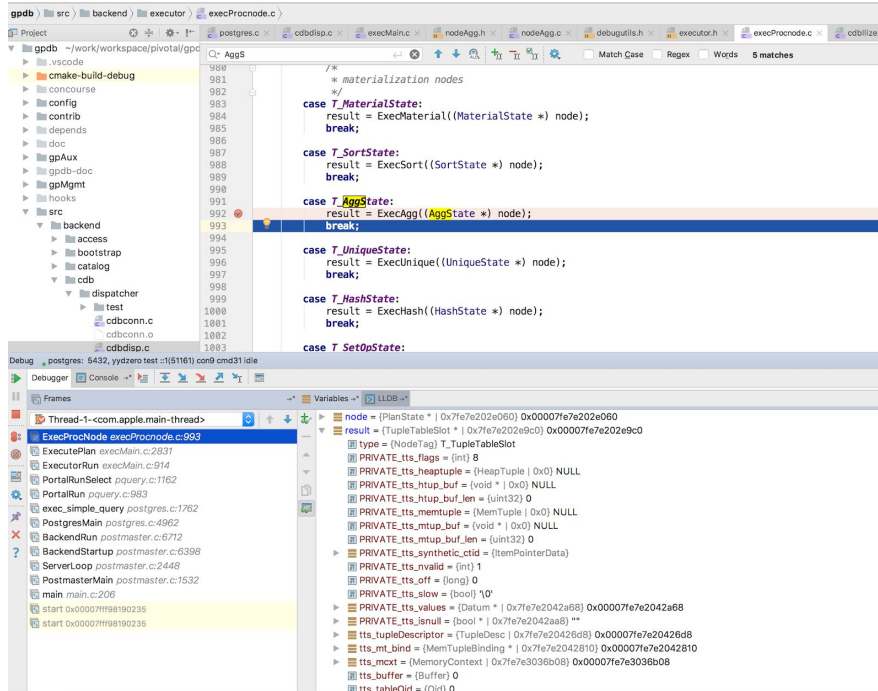 gpdb › src › backend › executor › execProcnode.c ›
Project
postgres.c × cdbdisp.c × execMain.c × nodeAgg.h × nodeAgg.c × debugutils.h × executor.h × execProcnode.c × cdbllize
gpdb ~/work/workspace/pivotal/gpd
.vscode
cmake-build-debug
concourse
config
contrib
depends
doc
gpAux
gpdb-doc
gpMgmt
hooks
src
backend
access
bootstrap
catalog
cdb
dispatcher
test
cdbconn.c
cdbconn.o
cdbdisp.c
AggS Match Case Regex Words 5 matches
980 /*
981 * materialization nodes
982 */
983 case T_MaterialState:
984 result = ExecMaterial((MaterialState *) node);
985 break;
986
987 case T_SortState:
988 result = ExecSort((SortState *) node);
989 break;
990
991 case T_AggState:
992 result = ExecAgg((AggState *) node);
993 break;
994
995 case T_UniqueState:
996 result = ExecUnique((UniqueState *) node);
997 break;
998
999 case T_HashState:
1000 result = ExecHash((HashState *) node);
1001 break;
1002
1003 case T_SetOpState:
Debug postgres: 5432, yydzero test ::1(51161) con9 cmd31 idle
Debugger Console
Frames
Thread-1-<com.apple.main-thread>
ExecProcNode execProcnode.c:993
ExecutePlan execMain.c:2831
ExecutorRun execMain.c:914
PortalRunSelect pquery.c:1162
PortalRun pquery.c:983
exec_simple_query postgres.c:1762
PostgresMain postgres.c:4962
BackendRun postmaster.c:6712
BackendStartup postmaster.c:6398
ServerLoop postmaster.c:2448
PostmasterMain postmaster.c:1532
main main.c:206
start 0x00007fff98190235
start 0x00007fff98190235
Variables LLDB
node = {PlanState * | 0x7fe7e202e060} 0x00007fe7e202e060
result = {TupleTableSlot * | 0x7fe7e202e9c0} 0x00007fe7e202e9c0
type = {NodeTag} T_TupleTableSlot
PRIVATE_tts_flags = {int} 8
PRIVATE_tts_heaptuple = {HeapTuple | 0x0} NULL
PRIVATE_tts_htup_buf = {void * | 0x0} NULL
PRIVATE_tts_htup_buf_len = {uint32} 0
PRIVATE_tts_memtuple = {MemTuple | 0x0} NULL
PRIVATE_tts_mtup_buf = {void * | 0x0} NULL
PRIVATE_tts_mtup_buf_len = {uint32} 0
PRIVATE_tts_synthetic_ctid = {ItemPointerData}
PRIVATE_tts_nvalid = {int} 1
PRIVATE_tts_off = {long} 0
PRIVATE_tts_slow = {bool} '\0'
PRIVATE_tts_values = {Datum * | 0x7fe7e2042a68} 0x00007fe7e2042a68
PRIVATE_tts_isnull = {bool * | 0x7fe7e2042aa8} ""
tts_tupleDescriptor = {TupleDesc | 0x7fe7e20426d8} 0x00007fe7e20426d8
tts_mt_bind = {MemTupleBinding * | 0x7fe7e2042810} 0x00007fe7e2042810
tts_mcxt = {MemoryContext | 0x7fe7e3036b08} 0x00007fe7e3036b08
tts_buffer = {Buffer} 0
tts_tableOid = {Oid} 0